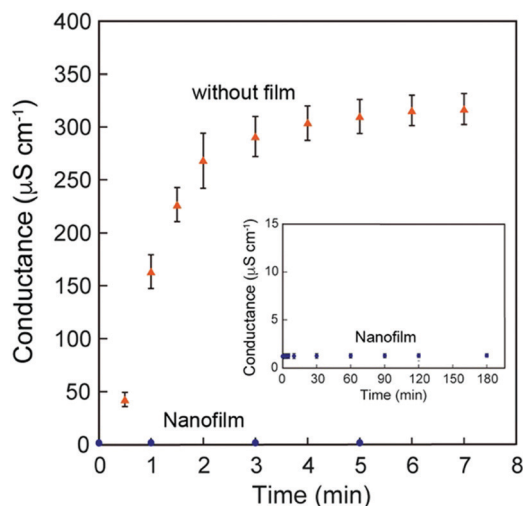 400
350
300
250
200
150
100
50
0
Conductance (μS cm⁻¹)
without film
Nanofilm
0 1 2 3 4 5 6 7 8
Time (min)
15
10
5
0
Conductance (μS cm⁻¹)
Nanofilm
0 30 60 90 120 150 180
Time (min)